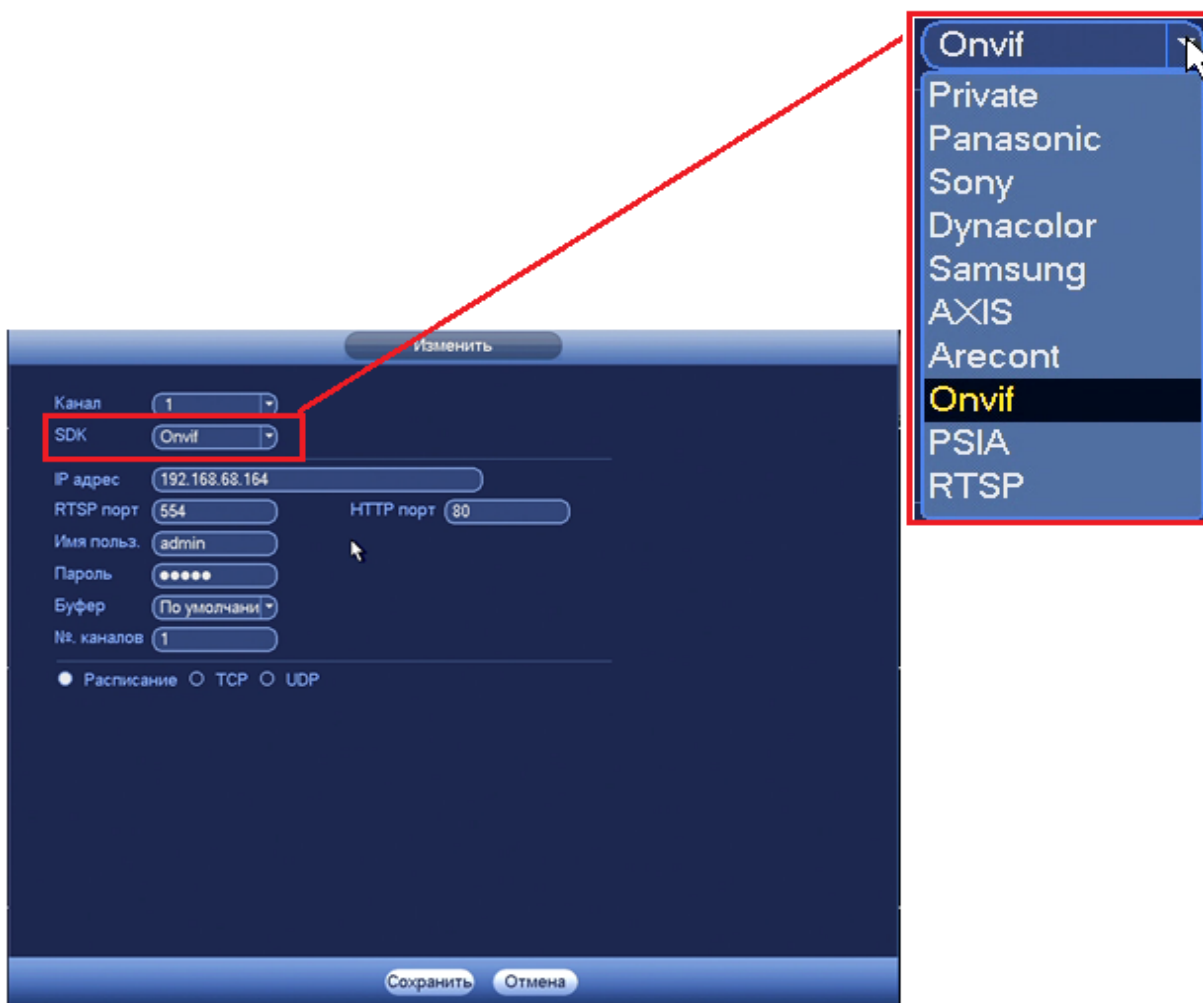 Onvif
Private
Panasonic
Sony
Dynacolor
Samsung
AXIS
Arecont
Onvif
PSIA
RTSP
Изменить
Канал 1
SDK Onvif
IP адрес 192.168.68.164
RTSP порт 554 HTTP порт 80
Имя польз. admin
Пароль ●●●●●
Буфер По умолчани
№. каналов 1
Расписание TCP UDP
Сохранить Отмена